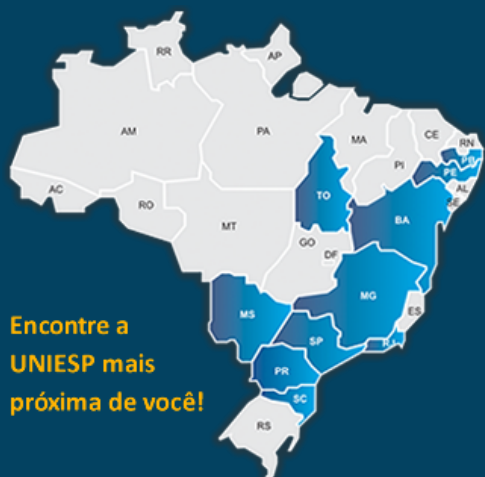 RR
AP
AM
PA
MA
CE
RN
PB
PI
PE
AC
TO
AL
SE
RO
BA
MT
GO
DF
MG
ES
MS
SP
RJ
PR
SC
RS
Encontre a
UNIESP mais
próxima de você!